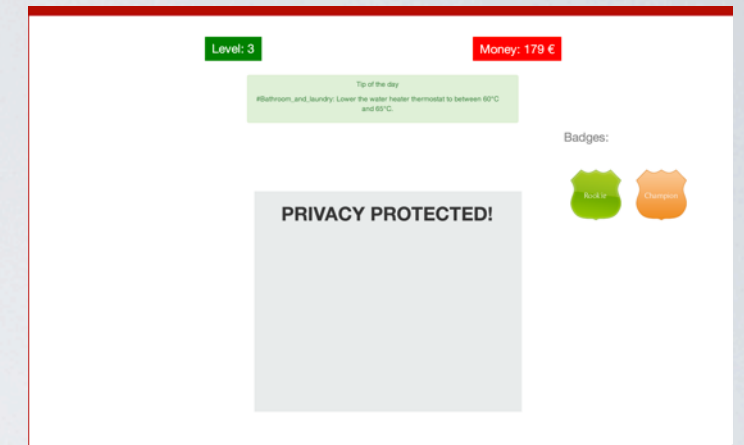 Level: 3
Money: 179 €
Tip of the day
#Bathroom_and_laundry: Lower the water heater thermostat to between 60°C
and 65°C.
Badges:
Rookie
Champion
PRIVACY PROTECTED!